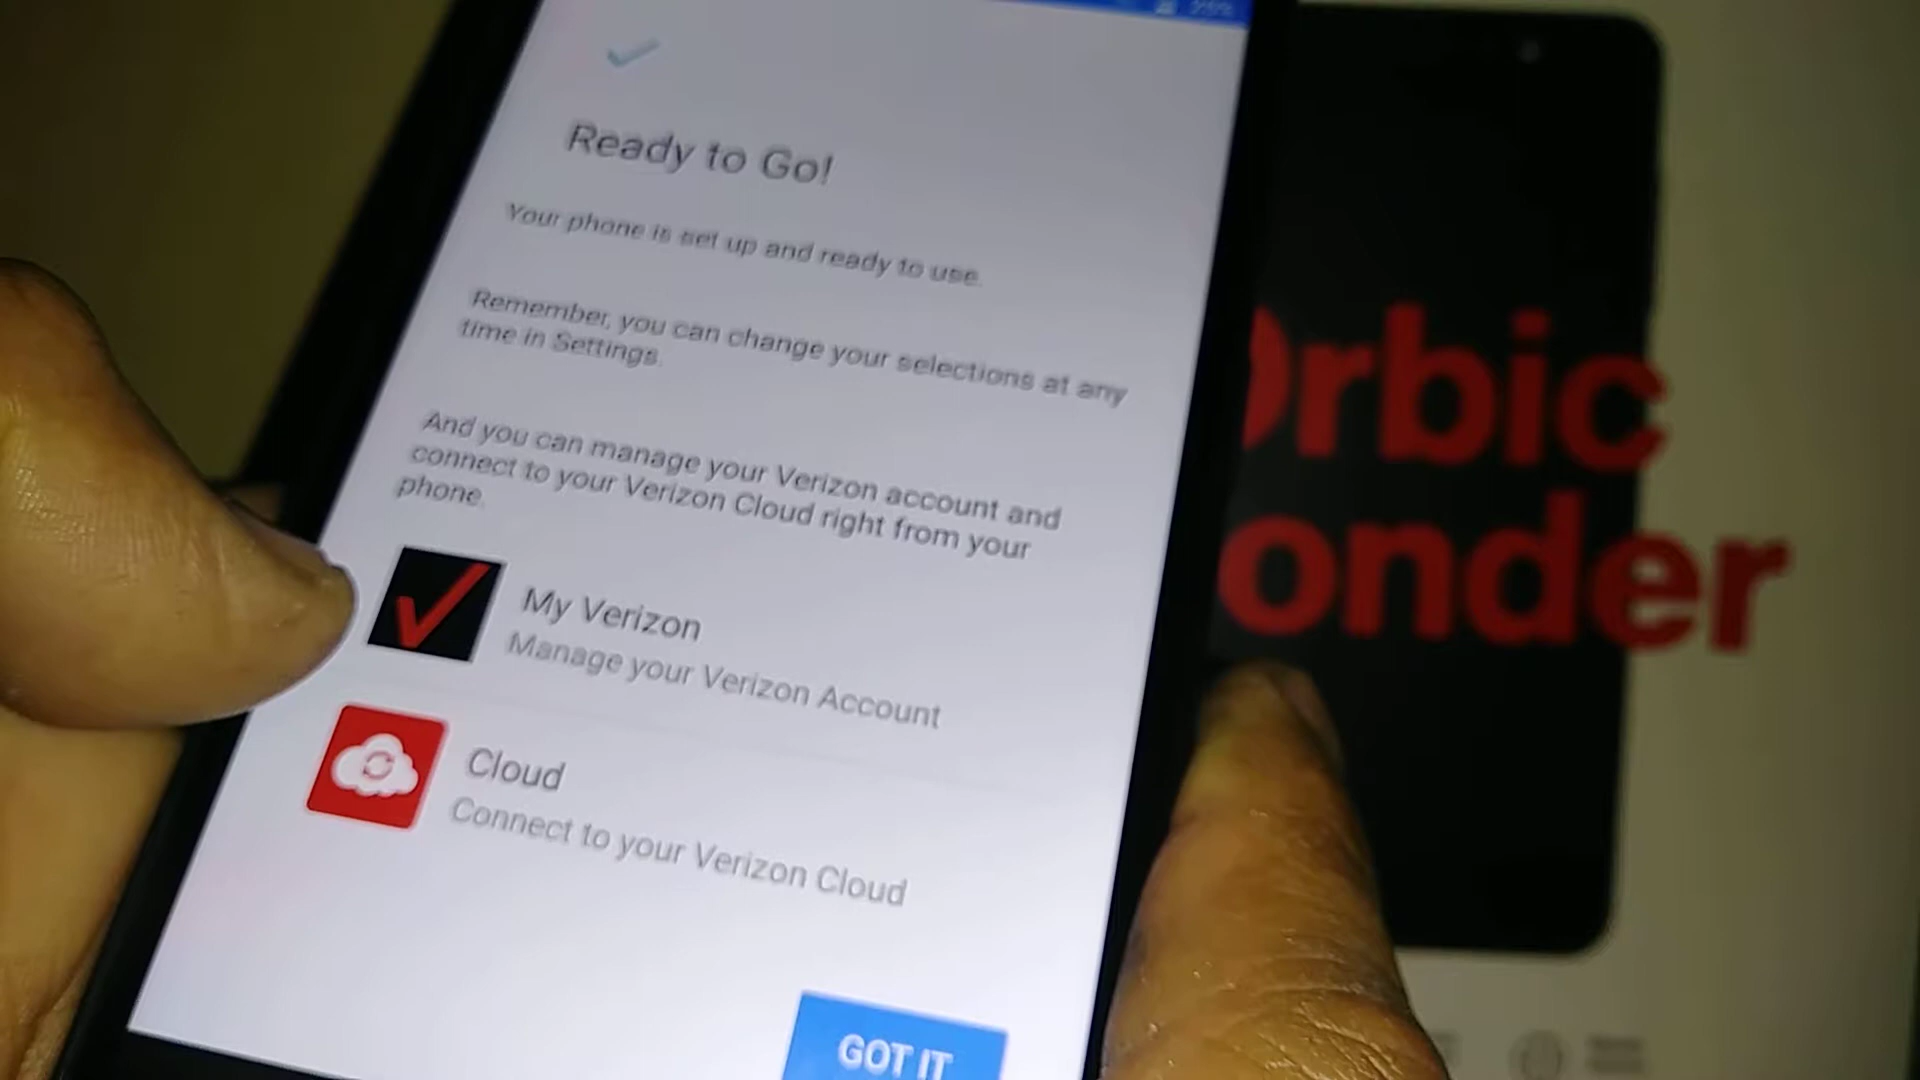 Ready to Go!
Your phone is set up and ready to use.
Remember, you can change your selections at any
time in Settings.
And you can manage your Verizon account and
connect to your Verizon Cloud right from your
phone.
My Verizon
Manage your Verizon Account
Cloud
Connect to your Verizon Cloud
GOT IT
Orbic
onder